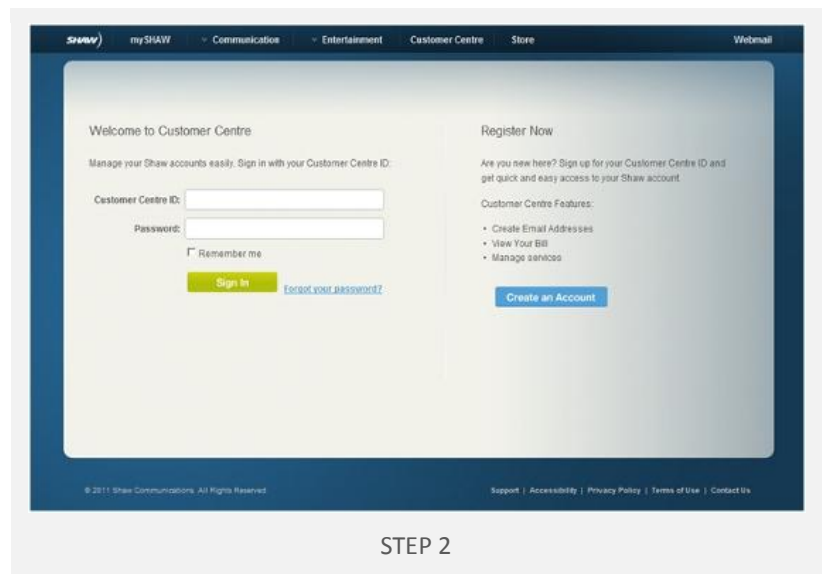 SHAW) mySHAW Communication Entertainment Customer Centre Store Webmail
Welcome to Customer Centre
Manage your Shaw accounts easily. Sign in with your Customer Centre ID:
Customer Centre ID:
Password:
Remember me
Sign In Forgot your password?
Register Now
Are you new here? Sign up for your Customer Centre ID and
get quick and easy access to your Shaw account.
Customer Centre Features:
• Create Email Addresses
• View Your Bill
• Manage services
Create an Account
© 2011 Shaw Communications. All Rights Reserved. Support | Accessibility | Privacy Policy | Terms of Use | Contact Us
STEP 2